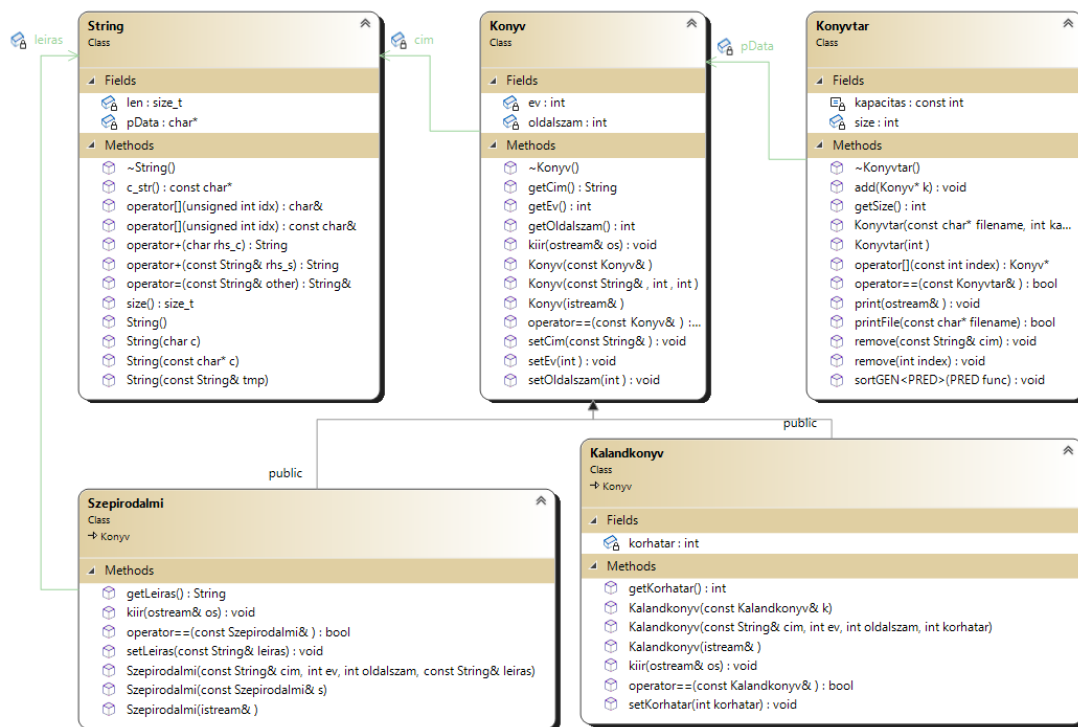 leiras
String
Class
Fields
len : size_t
pData : char*
Methods
~String()
c_str() : const char*
operator[](unsigned int idx) : char&
operator[](unsigned int idx) : const char&
operator+(char rhs_c) : String
operator+(const String& rhs_s) : String
operator=(const String& other) : String&
size() : size_t
String()
String(char c)
String(const char* c)
String(const String& tmp)
cim
Konyv
Class
Fields
ev : int
oldalszam : int
Methods
~Konyv()
getCim() : String
getEv() : int
getOldalszam() : int
kiir(ostream& os) : void
Konyv(const Konyv& )
Konyv(const String& , int , int )
Konyv(istream& )
operator==(const Konyv& ) :...
setCim(const String& ) : void
setEv(int ) : void
setOldalszam(int ) : void
pData
Konyvtar
Class
Fields
kapacitas : const int
size : int
Methods
~Konyvtar()
add(Konyv* k) : void
getSize() : int
Konyvtar(const char* filename, int ka...
Konyvtar(int )
operator[](const int index) : Konyv*
operator==(const Konyvtar& ) : bool
print(ostream& ) : void
printFile(const char* filename) : bool
remove(const String& cim) : void
remove(int index) : void
sortGEN<PRED>(PRED func) : void
public
public
Szepirodalmi
Class
Konyv
Methods
getLeiras() : String
kiir(ostream& os) : void
operator==(const Szepirodalmi& ) : bool
setLeiras(const String& leiras) : void
Szepirodalmi(const String& cim, int ev, int oldalszam, const String& leiras)
Szepirodalmi(const Szepirodalmi& s)
Szepirodalmi(istream& )
Kalandkonyv
Class
Konyv
Fields
korhatar : int
Methods
getKorhatar() : int
Kalandkonyv(const Kalandkonyv& k)
Kalandkonyv(const String& cim, int ev, int oldalszam, int korhatar)
Kalandkonyv(istream& )
kiir(ostream& os) : void
operator==(const Kalandkonyv& ) : bool
setKorhatar(int korhatar) : void